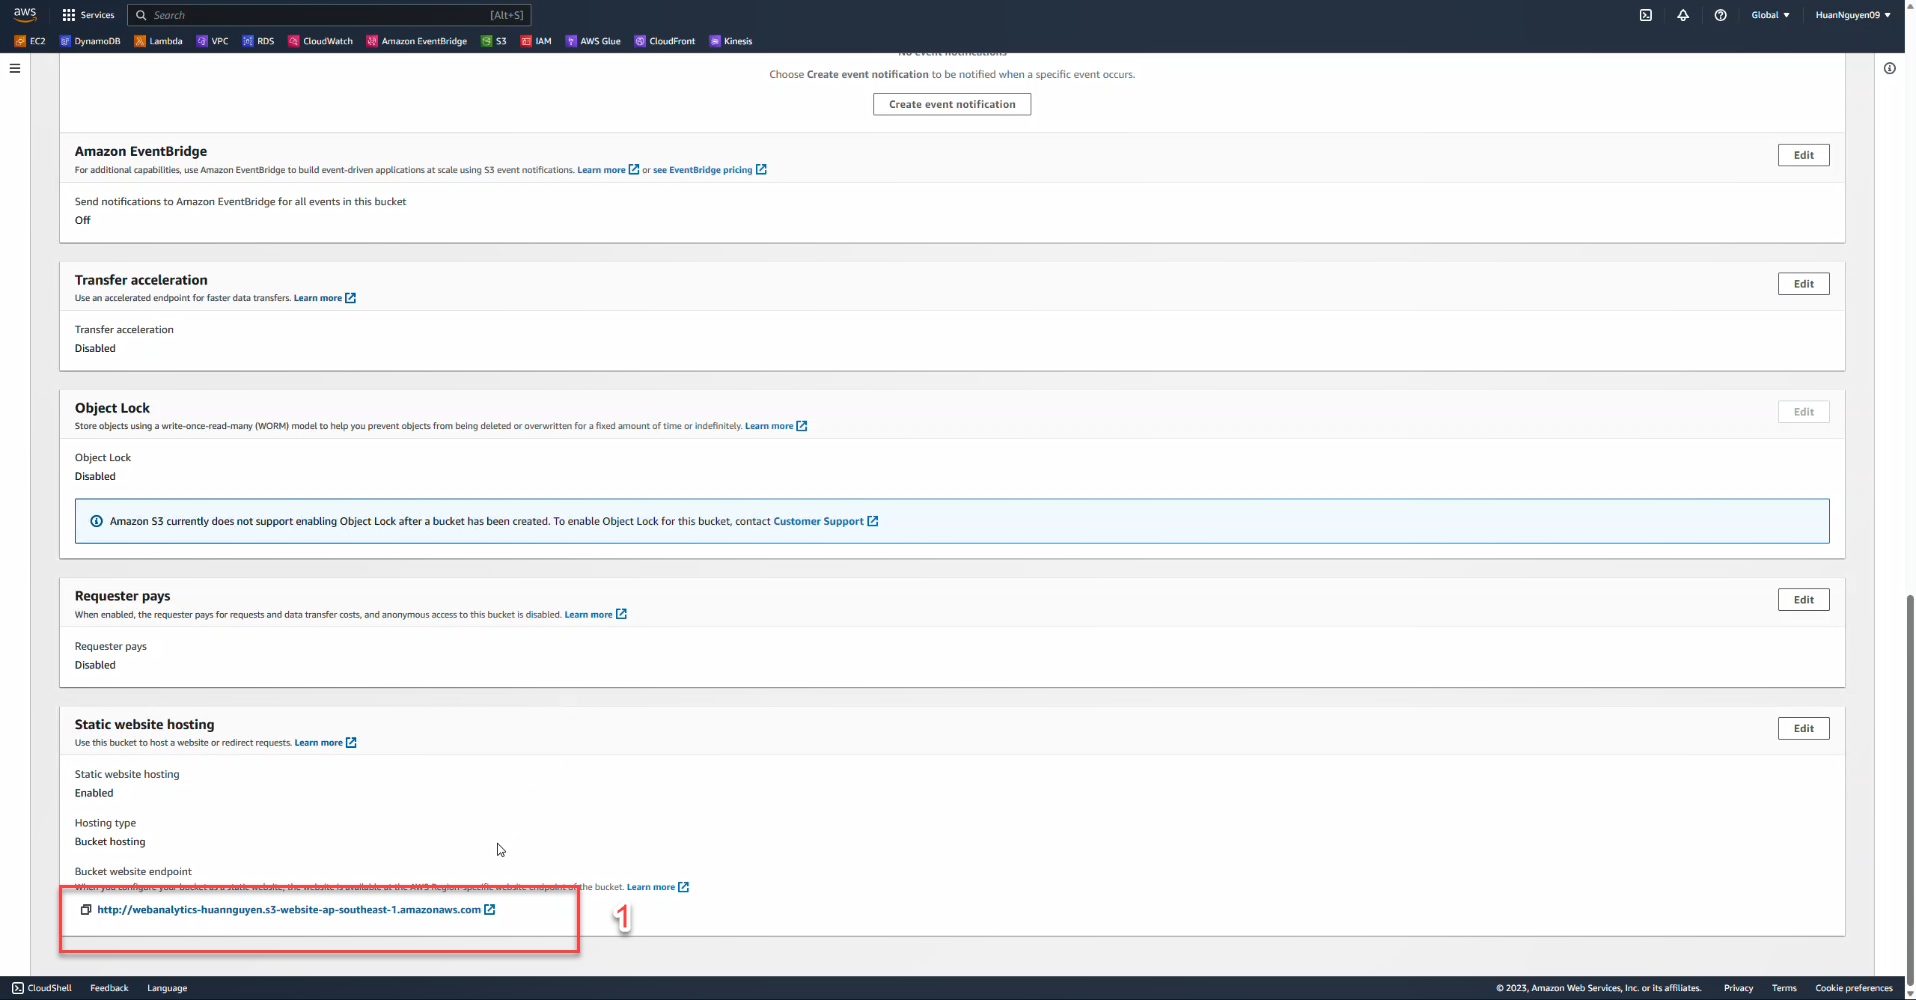 aws
Services
Search
[Alt+S]
Global
HuanNguyen09
EC2
DynamoDB
Lambda
VPC
RDS
CloudWatch
Amazon EventBridge
S3
IAM
AWS Glue
CloudFront
Kinesis
No event notifications
Choose Create event notification to be notified when a specific event occurs.
Create event notification
Amazon EventBridge
Edit
For additional capabilities, use Amazon EventBridge to build event-driven applications at scale using S3 event notifications. Learn more or see EventBridge pricing
Send notifications to Amazon EventBridge for all events in this bucket
Off
Transfer acceleration
Edit
Use an accelerated endpoint for faster data transfers. Learn more
Transfer acceleration
Disabled
Object Lock
Edit
Store objects using a write-once-read-many (WORM) model to help you prevent objects from being deleted or overwritten for a fixed amount of time or indefinitely. Learn more
Object Lock
Disabled
Amazon S3 currently does not support enabling Object Lock after a bucket has been created. To enable Object Lock for this bucket, contact Customer Support
Requester pays
Edit
When enabled, the requester pays for requests and data transfer costs, and anonymous access to this bucket is disabled. Learn more
Requester pays
Disabled
Static website hosting
Edit
Use this bucket to host a website or redirect requests. Learn more
Static website hosting
Enabled
Hosting type
Bucket hosting
Bucket website endpoint
When you configure your bucket as a static website, the website is available at the AWS Region-specific website endpoint of the bucket. Learn more
http://webanalytics-huannguyen.s3-website-ap-southeast-1.amazonaws.com
1
CloudShell
Feedback
Language
© 2023, Amazon Web Services, Inc. or its affiliates.
Privacy
Terms
Cookie preferences